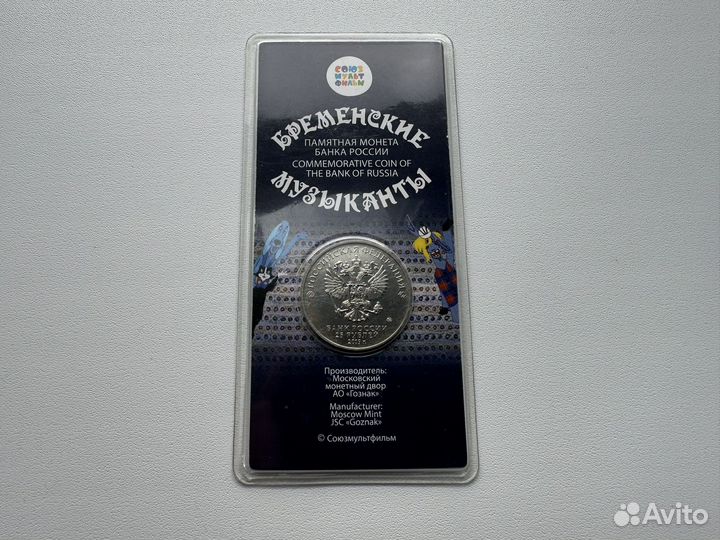 СОЮЗ
МУЛЬТ
ФИЛЬМ
БРЕМЕНСКИЕ
ПАМЯТНАЯ МОНЕТА
БАНКА РОССИИ
COMMEMORATIVE COIN OF
THE BANK OF RUSSIA
МУЗЫКАНТЫ
РОССИЙСКАЯ ФЕДЕРАЦИЯ
БАНК РОССИИ
25 РУБЛЕЙ
Производитель:
Московский
монетный двор
АО «Гознак»
Manufacturer:
Moscow Mint
JSC «Goznak»
© Союзмультфильм
Avito